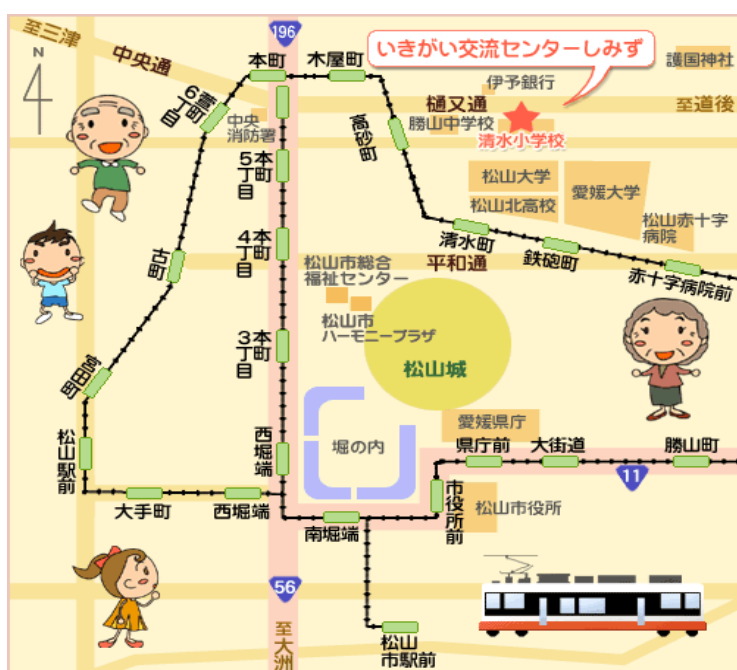 至三津
中央通
196
本町
木屋町
いきがい交流センターしみず
護国神社
伊予銀行
N
萱町
6丁目
中央
消防署
樋又通
至道後
勝山中学校
清水小学校
高砂町
本町
5丁目
松山大学
愛媛大学
松山北高校
松山赤十字
病院
清水町
鉄砲町
赤十字病院前
本町
4丁目
古町
平和通
松山市総合
福祉センター
松山市
ハーモニープラザ
本町
3丁目
松山城
宮田町
松山駅前
西堀端
堀の内
愛媛県庁
県庁前
大街道
勝山町
11
大手町
西堀端
南堀端
市役所前
松山市役所
56
至大洲
松山
市駅前